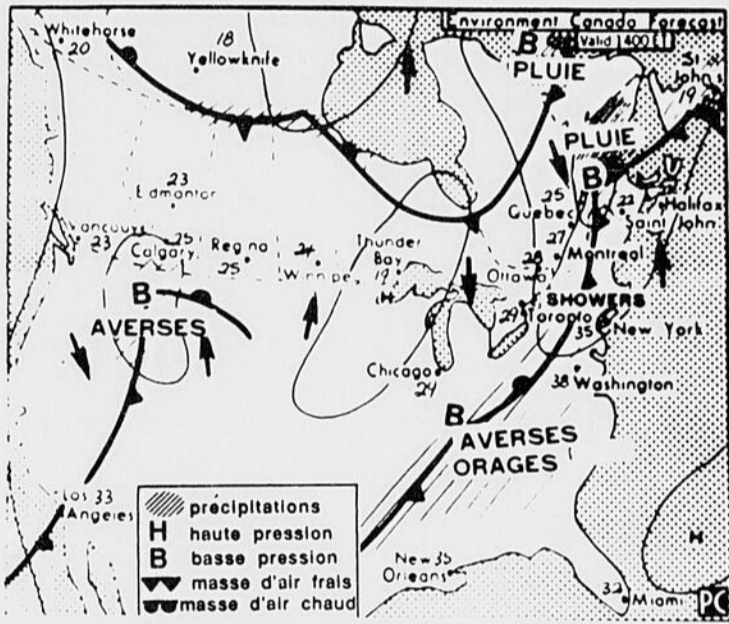 Environment Canada Forecast
Valid 1400 E
Whitehorse
20
18
Yellowknife
B
PLUIE
St
John's
19
PLUIE
B
23
Edmonton
Vancouv
23
25
Calgary
Regina
25
24
Winnipeg
Thunder
Bay
19
H
25
Quebec
27
22
Saint
John
Halifax
28
Montreal
Ottawa
SHOWERS
29
Toronto
35
New York
B
AVERSES
Chicago
24
38
Washington
B
AVERSES
ORAGES
Los 33
Angeles
précipitations
H haute pression
B basse pression
masse d'air frais
masse d'air chaud
New 35
Orleans
32
Miami
H
PC